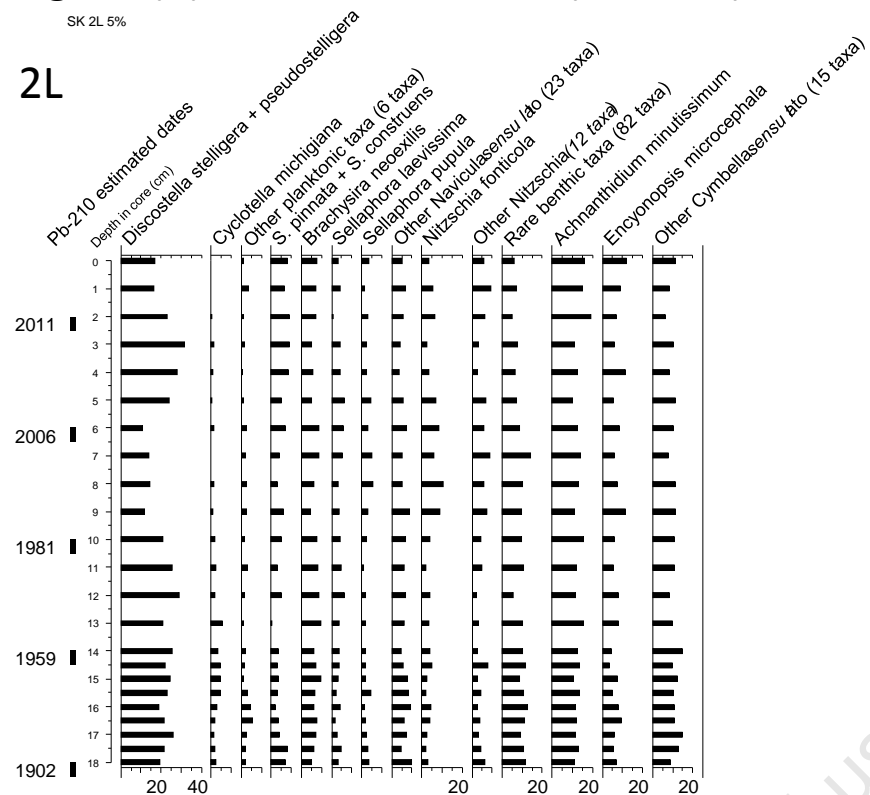 SK 2L 5%
2L
Pb-210 estimated dates
Depth in core (cm)
Discostella stelligera + pseudostelligera
Cyclotella michigiana
Other planktonic taxa (6 taxa)
S. pinnata + S. construens
Brachysira neoexilis
Sellaphora laevissima
Sellaphora pupula
Other Navicula sensu lato (23 taxa)
Nitzschia fonticola
Other Nitzschia (12 taxa)
Rare benthic taxa (82 taxa)
Achnanthidium minutissimum
Encyonopsis microcephala
Other Cymbella sensu lato (15 taxa)
0
1
2
2011
3
4
5
6
2006
7
8
9
10
1981
11
12
13
14
1959
15
16
17
18
1902
20 40 20 20 20 20 20